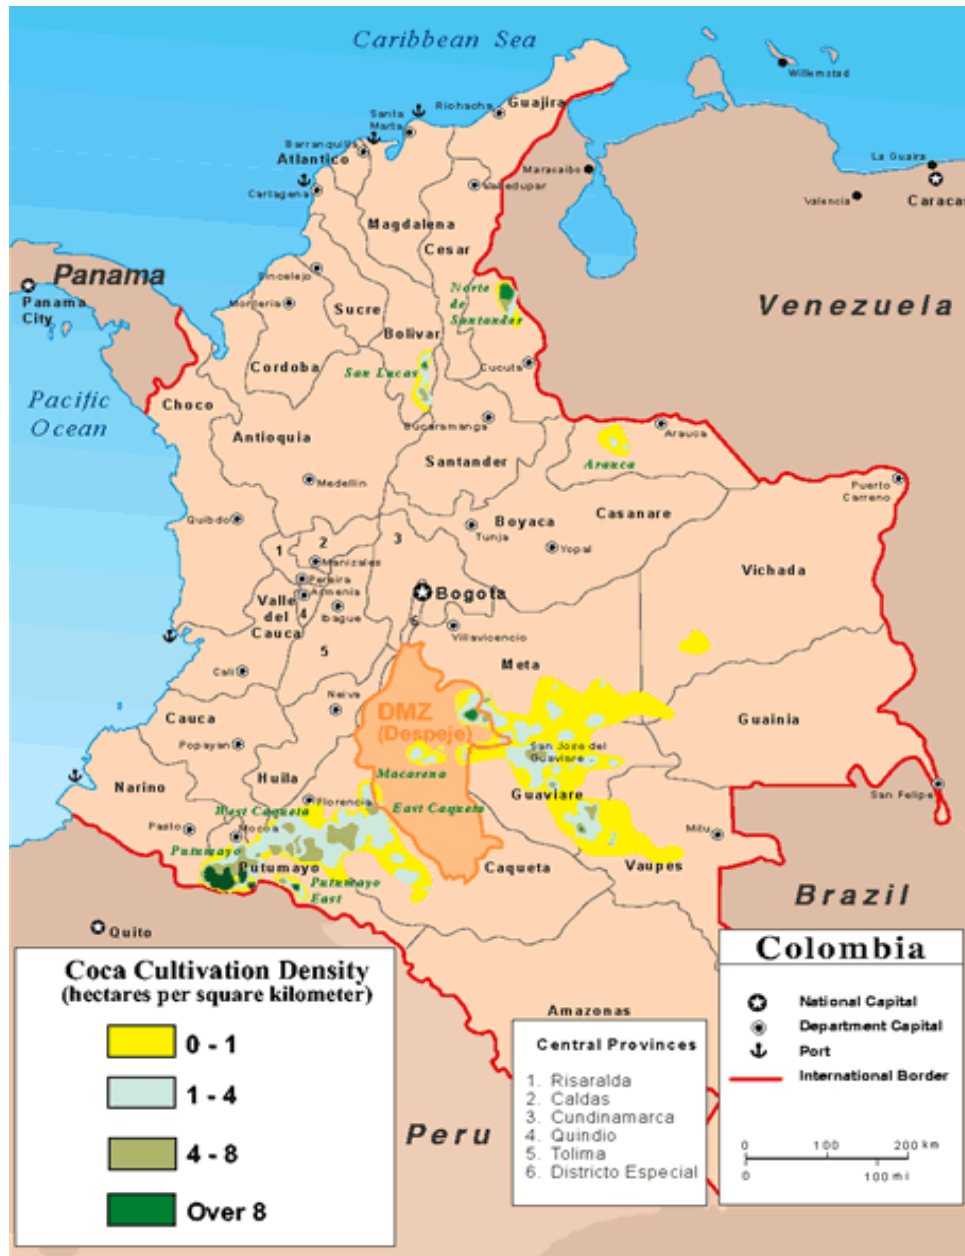 Caribbean Sea
Willemstad
Riohacha
Guajira
Santa
Marta
Barranquilla
Atlantico
La Guaira
Maracaibo
Cartagena
Valledupar
Valencia
Caracas
Magdalena
Cesar
Panama
Panama
City
Sincelejo
Norte
de
Santander
Monteria
Sucre
Venezuela
Bolivar
Cordoba
San Lucas
Cucuta
Pacific
Ocean
Choco
Antioquia
Bucaramanga
Arauca
Santander
Arauca
Medellin
Puerto
Carreno
Quibdo
Boyaca
Casanare
1
2
3
Tunja
Yopal
Manizales
Vichada
Pereira
Armenia
Valle
del
Cauca
4
Bogota
Ibague
6
Villavicencio
5
Meta
Cali
Neiva
Cauca
DMZ
(Despeje)
Guainia
Popayan
San Jose del
Guaviare
Huila
Macarena
Narino
Florencia
Guaviare
San Felipe
West Caqueta
East Caqueta
Pasto
Mocoa
Mitu
Putumayo
Putumayo
Caqueta
Vaupes
Putumayo
East
Brazil
Quito
Coca Cultivation Density
(hectares per square kilometer)
0 - 1
1 - 4
4 - 8
Over 8
Amazonas
Peru
Central Provinces
1. Risaralda
2. Caldas
3. Cundinamarca
4. Quindio
5. Tolima
6. Districto Especial
Colombia
National Capital
Department Capital
Port
International Border
0 100 200 km
0 100 mi